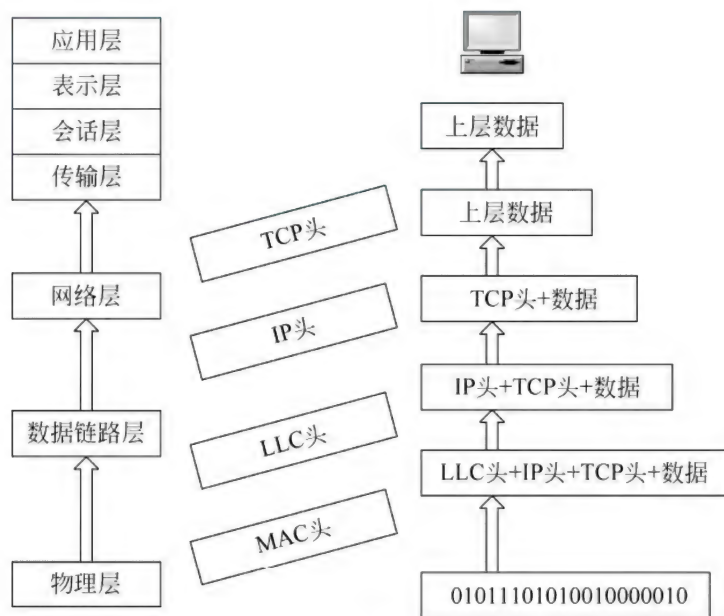 应用层
表示层
会话层
传输层
网络层
数据链路层
物理层
TCP头
IP头
LLC头
MAC头
上层数据
上层数据
TCP头+数据
IP头+TCP头+数据
LLC头+IP头+TCP头+数据
010111010100100000010